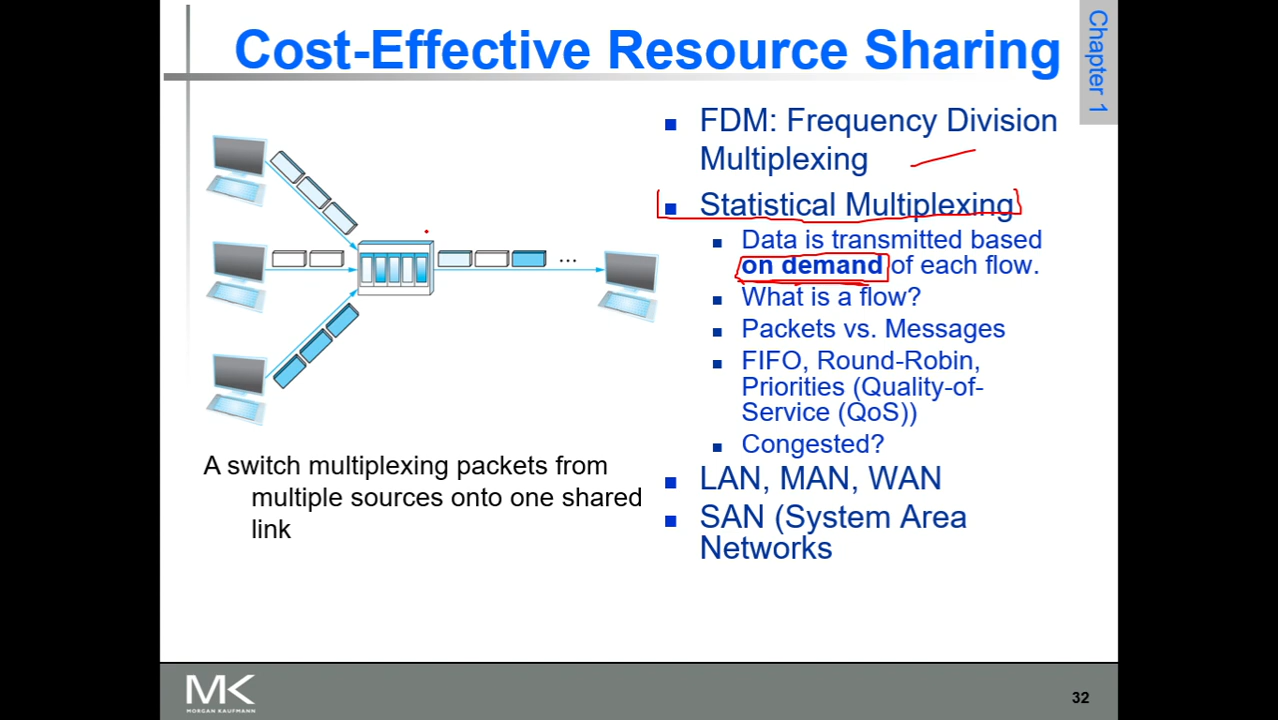 Cost-Effective Resource Sharing
Chapter 1
FDM: Frequency Division
Multiplexing
Statistical Multiplexing
Data is transmitted based
on demand of each flow.
What is a flow?
Packets vs. Messages
FIFO, Round-Robin,
Priorities (Quality-of-
Service (QoS))
Congested?
LAN, MAN, WAN
SAN (System Area
Networks
...
A switch multiplexing packets from
multiple sources onto one shared
link
MK
MORGAN KAUFMANN
32